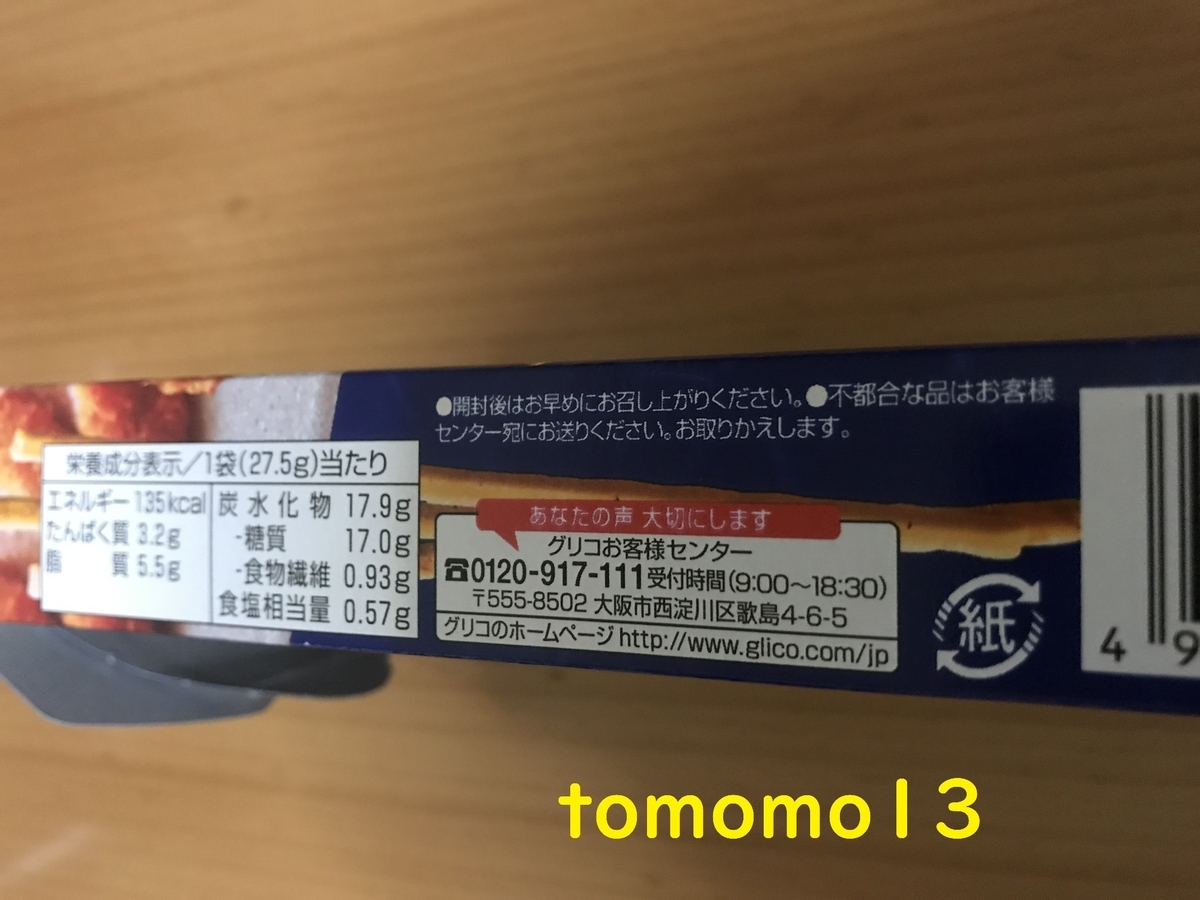 ●開封後はお早めにお召し上がりください。●不都合な品はお客様
センター宛にお送りください。お取りかえします。
栄養成分表示/1袋(27.5g)当たり
エネルギー 135kcal
たんぱく質 3.2g
脂質 5.5g
炭水化物 17.9g
-糖質 17.0g
-食物繊維 0.93g
食塩相当量 0.57g
あなたの声 大切にします
グリコお客様センター
☎0120-917-111受付時間(9:00〜18:30)
〒555-8502 大阪市西淀川区歌島4-6-5
グリコのホームページ http://www.glico.com/jp
紙
4 9
tomomo13